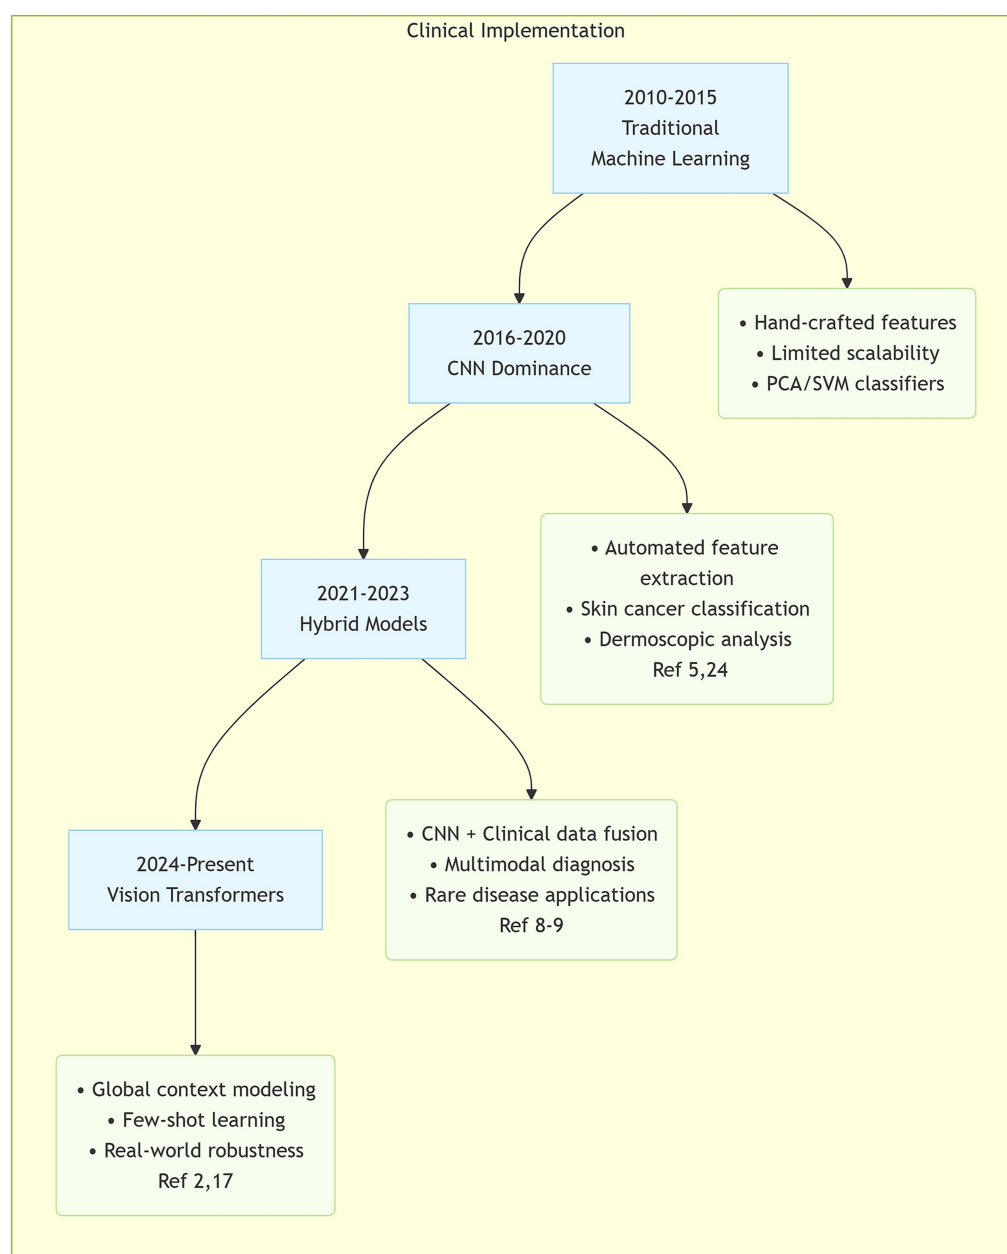 Clinical Implementation
2010-2015
Traditional
Machine Learning
• Hand-crafted features
• Limited scalability
• PCA/SVM classifiers
2016-2020
CNN Dominance
• Automated feature
extraction
• Skin cancer classification
• Dermoscopic analysis
Ref 5,24
2021-2023
Hybrid Models
• CNN + Clinical data fusion
• Multimodal diagnosis
• Rare disease applications
Ref 8-9
2024-Present
Vision Transformers
• Global context modeling
• Few-shot learning
• Real-world robustness
Ref 2,17